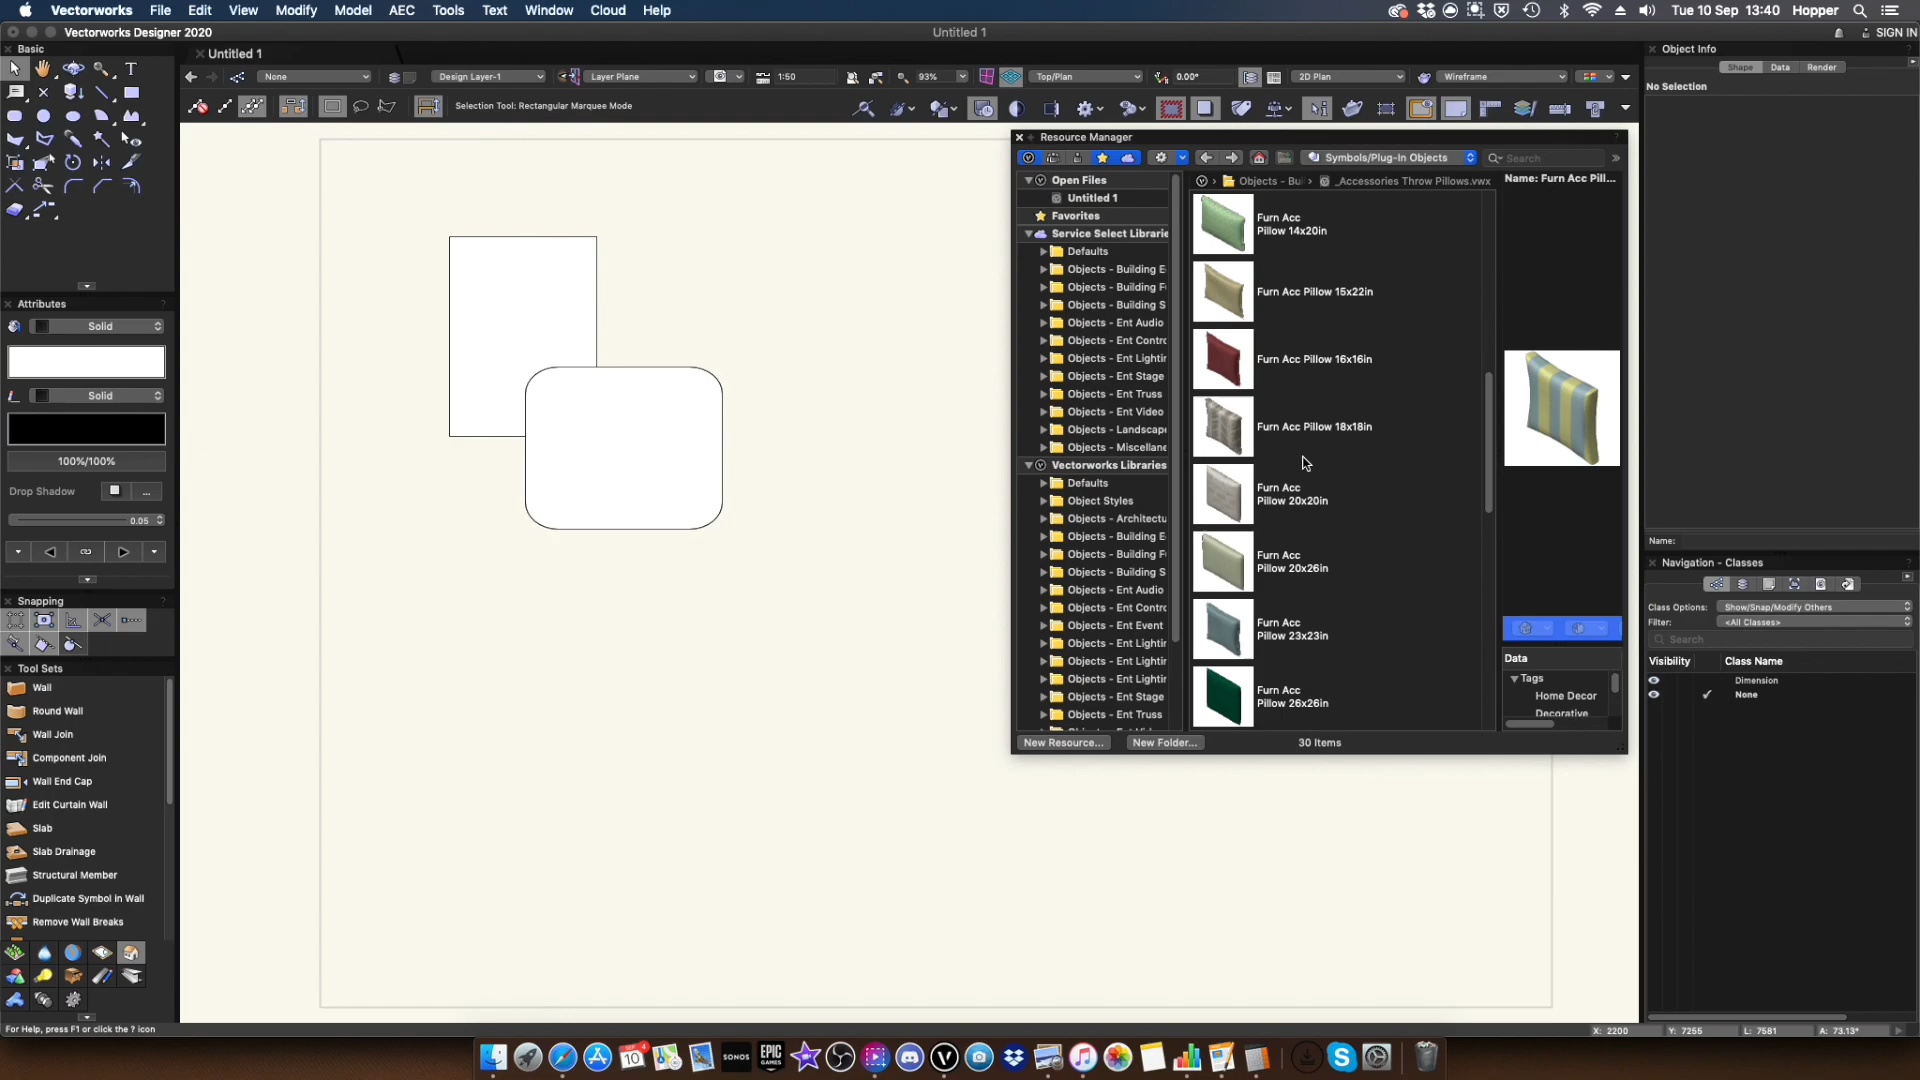 Vectorworks File Edit View Modify Model AEC Tools Text Window Cloud Help
Tue 10 Sep 13:40 Hopper
Vectorworks Designer 2020
Untitled 1
SIGN IN
Basic
Untitled 1
Object Info
None
Design Layer-1
Layer Plane
1:50
93%
Top/Plan
0.00°
2D Plan
Wireframe
Shape Data Render
No Selection
Selection Tool: Rectangular Marquee Mode
Resource Manager
Symbols/Plug-In Objects
Search
Open Files
Untitled 1
Favorites
Service Select Librarie
Defaults
Objects - Building E
Objects - Building F
Objects - Building S
Objects - Ent Audio
Objects - Ent Contro
Objects - Ent Lightin
Objects - Ent Stage
Objects - Ent Truss
Objects - Ent Video
Objects - Landscape
Objects - Miscellane
Vectorworks Libraries
Defaults
Object Styles
Objects - Architectu
Objects - Building E
Objects - Building F
Objects - Building S
Objects - Ent Audio
Objects - Ent Contro
Objects - Ent Event
Objects - Ent Lightin
Objects - Ent Lightin
Objects - Ent Lightin
Objects - Ent Stage
Objects - Ent Truss
New Resource...
New Folder...
30 Items
Objects - Bu
_Accessories Throw Pillows.vwx
Furn Acc
Pillow 14x20in
Furn Acc Pillow 15x22in
Furn Acc Pillow 16x16in
Furn Acc Pillow 18x18in
Furn Acc
Pillow 20x20in
Furn Acc
Pillow 20x26in
Furn Acc
Pillow 23x23in
Furn Acc
Pillow 26x26in
Name: Furn Acc Pill...
Data
Tags
Home Decor
Decorative
Attributes
Solid
Solid
100%/100%
Drop Shadow
...
0.05
Snapping
Tool Sets
Wall
Round Wall
Wall Join
Component Join
Wall End Cap
Edit Curtain Wall
Slab
Slab Drainage
Structural Member
Duplicate Symbol in Wall
Remove Wall Breaks
For Help, press F1 or click the ? icon
Name:
Navigation - Classes
Class Options:
Show/Snap/Modify Others
Filter:
<All Classes>
Search
Visibility
Class Name
Dimension
None
X: 2200
Y: 7255
L: 7581
A: 73.13°
10
SONOS
EPIC
GAMES